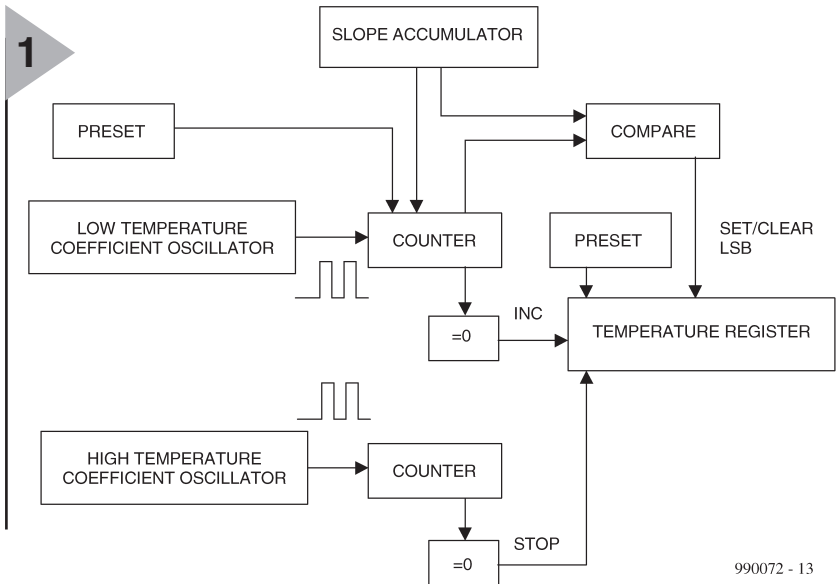 1
SLOPE ACCUMULATOR
PRESET
COMPARE
LOW TEMPERATURE
COEFFICIENT OSCILLATOR
COUNTER
PRESET
SET/CLEAR
LSB
=0
INC
TEMPERATURE REGISTER
HIGH TEMPERATURE
COEFFICIENT OSCILLATOR
COUNTER
=0
STOP
990072 - 13